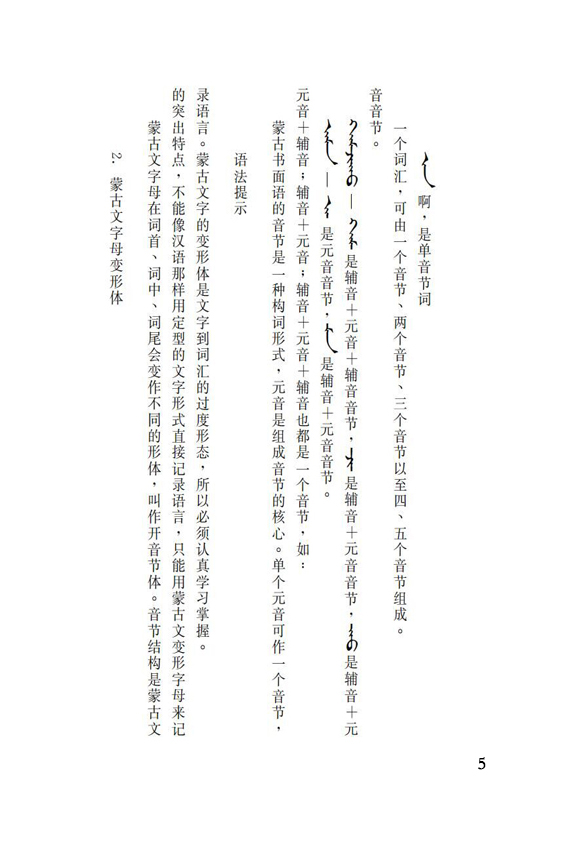 2. 蒙古文字母变形体
蒙古文字母在词首、词中、词尾会变作不同的形体，叫作开音节体。音节结构是蒙古文
的突出特点，不能像汉语那样用定型的文字形式直接记录语言，只能用蒙古文变形字母来记
录语言。蒙古文字的变形体是文字到词汇的过度形态，所以必须认真学习掌握。
语法提示
蒙古书面语的音节是一种构词形式，元音是组成音节的核心。单个元音可作一个音节，
元音＋辅音；辅音＋元音；辅音＋元音＋辅音也都是一个音节，如：
— 是元音音节，是辅音＋元音音节。
— 是辅音＋元音＋辅音音节，是辅音＋元音音节，是辅音＋元
音音节。
一个词汇，可由一个音节、两个音节、三个音节以至四、五个音节组成。
啊，是单音节词
5